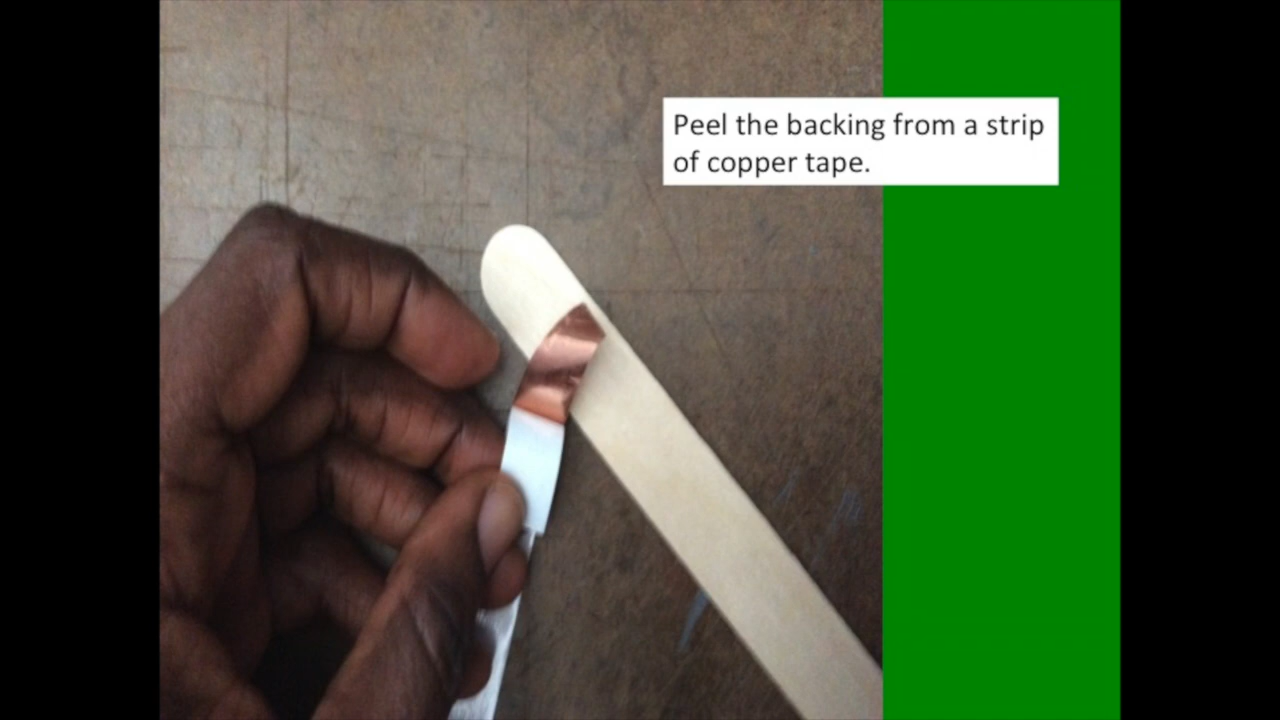 Peel the backing from a strip
of copper tape.